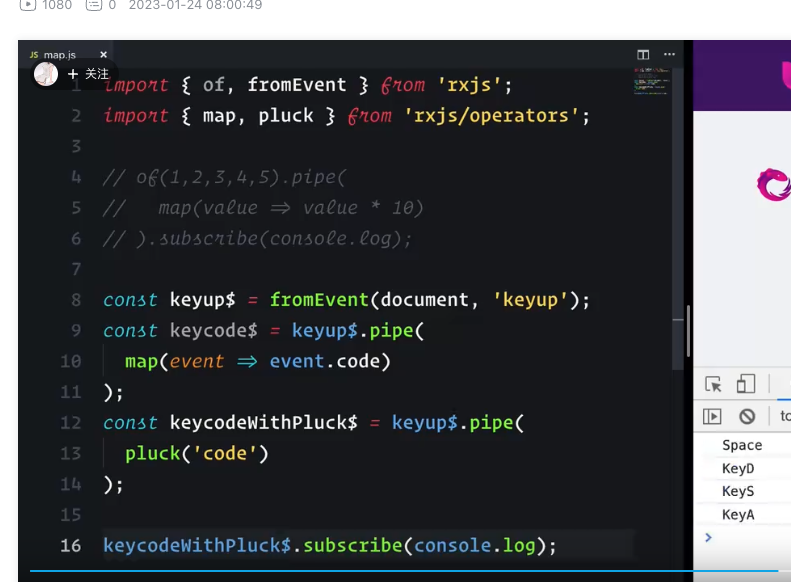 1080 0 2023-01-24 08:00:49
JS map.js ×
+ 关注
1 import { of, fromEvent } from 'rxjs';
2 import { map, pluck } from 'rxjs/operators';
3
4 // of(1,2,3,4,5).pipe(
5 //   map(value => value * 10)
6 // ).subscribe(console.log);
7
8 const keyup$ = fromEvent(document, 'keyup');
9 const keycode$ = keyup$.pipe(
10   map(event => event.code)
11 );
12 const keycodeWithPluck$ = keyup$.pipe(
13   pluck('code')
14 );
15
16 keycodeWithPluck$.subscribe(console.log);
Space
KeyD
KeyS
KeyA